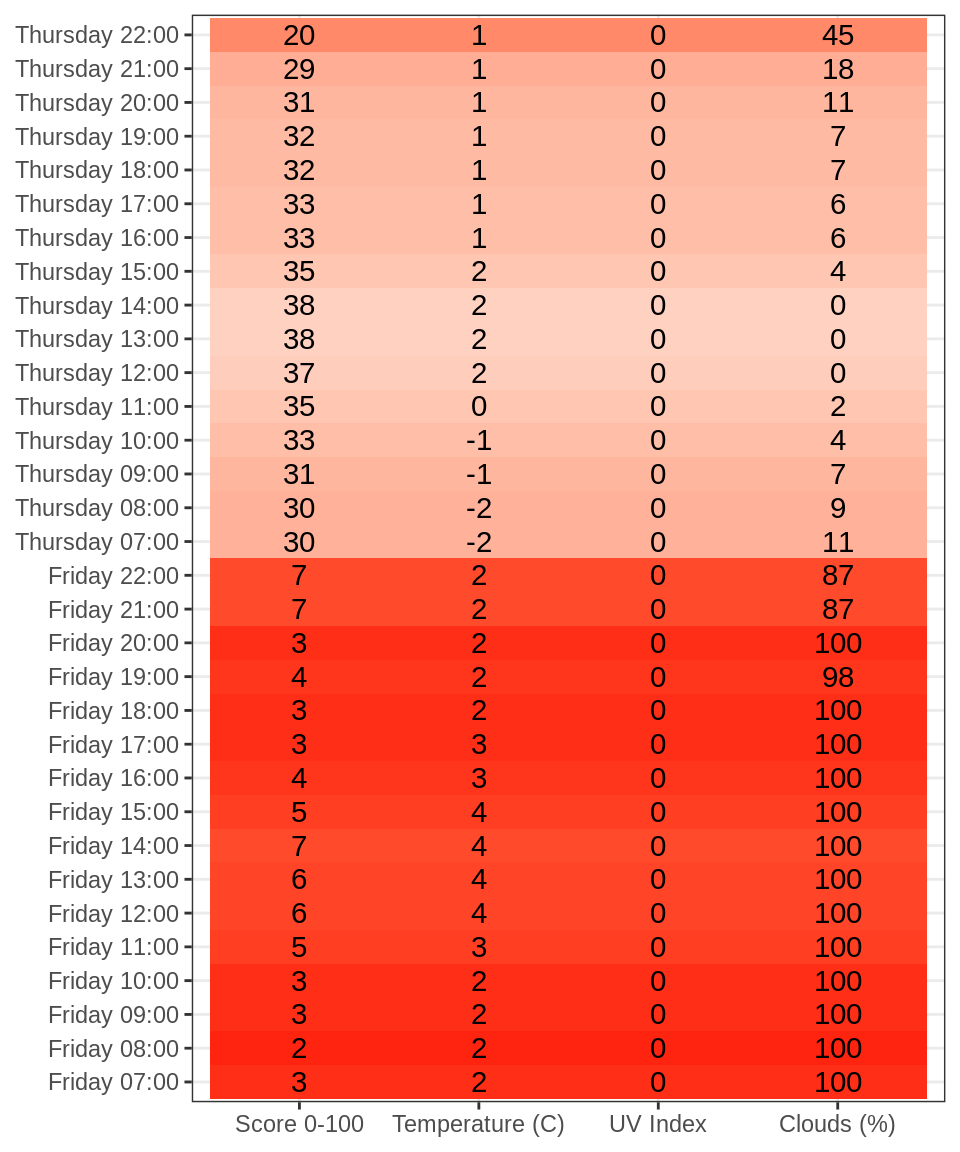 Thursday 22:00 20 1 0 45
Thursday 21:00 29 1 0 18
Thursday 20:00 31 1 0 11
Thursday 19:00 32 1 0 7
Thursday 18:00 32 1 0 7
Thursday 17:00 33 1 0 6
Thursday 16:00 33 1 0 6
Thursday 15:00 35 2 0 4
Thursday 14:00 38 2 0 0
Thursday 13:00 38 2 0 0
Thursday 12:00 37 2 0 0
Thursday 11:00 35 0 0 2
Thursday 10:00 33 -1 0 4
Thursday 09:00 31 -1 0 7
Thursday 08:00 30 -2 0 9
Thursday 07:00 30 -2 0 11
Friday 22:00 7 2 0 87
Friday 21:00 7 2 0 87
Friday 20:00 3 2 0 100
Friday 19:00 4 2 0 98
Friday 18:00 3 2 0 100
Friday 17:00 3 3 0 100
Friday 16:00 4 3 0 100
Friday 15:00 5 4 0 100
Friday 14:00 7 4 0 100
Friday 13:00 6 4 0 100
Friday 12:00 6 4 0 100
Friday 11:00 5 3 0 100
Friday 10:00 3 2 0 100
Friday 09:00 3 2 0 100
Friday 08:00 2 2 0 100
Friday 07:00 3 2 0 100
Score 0-100 Temperature (C) UV Index Clouds (%)